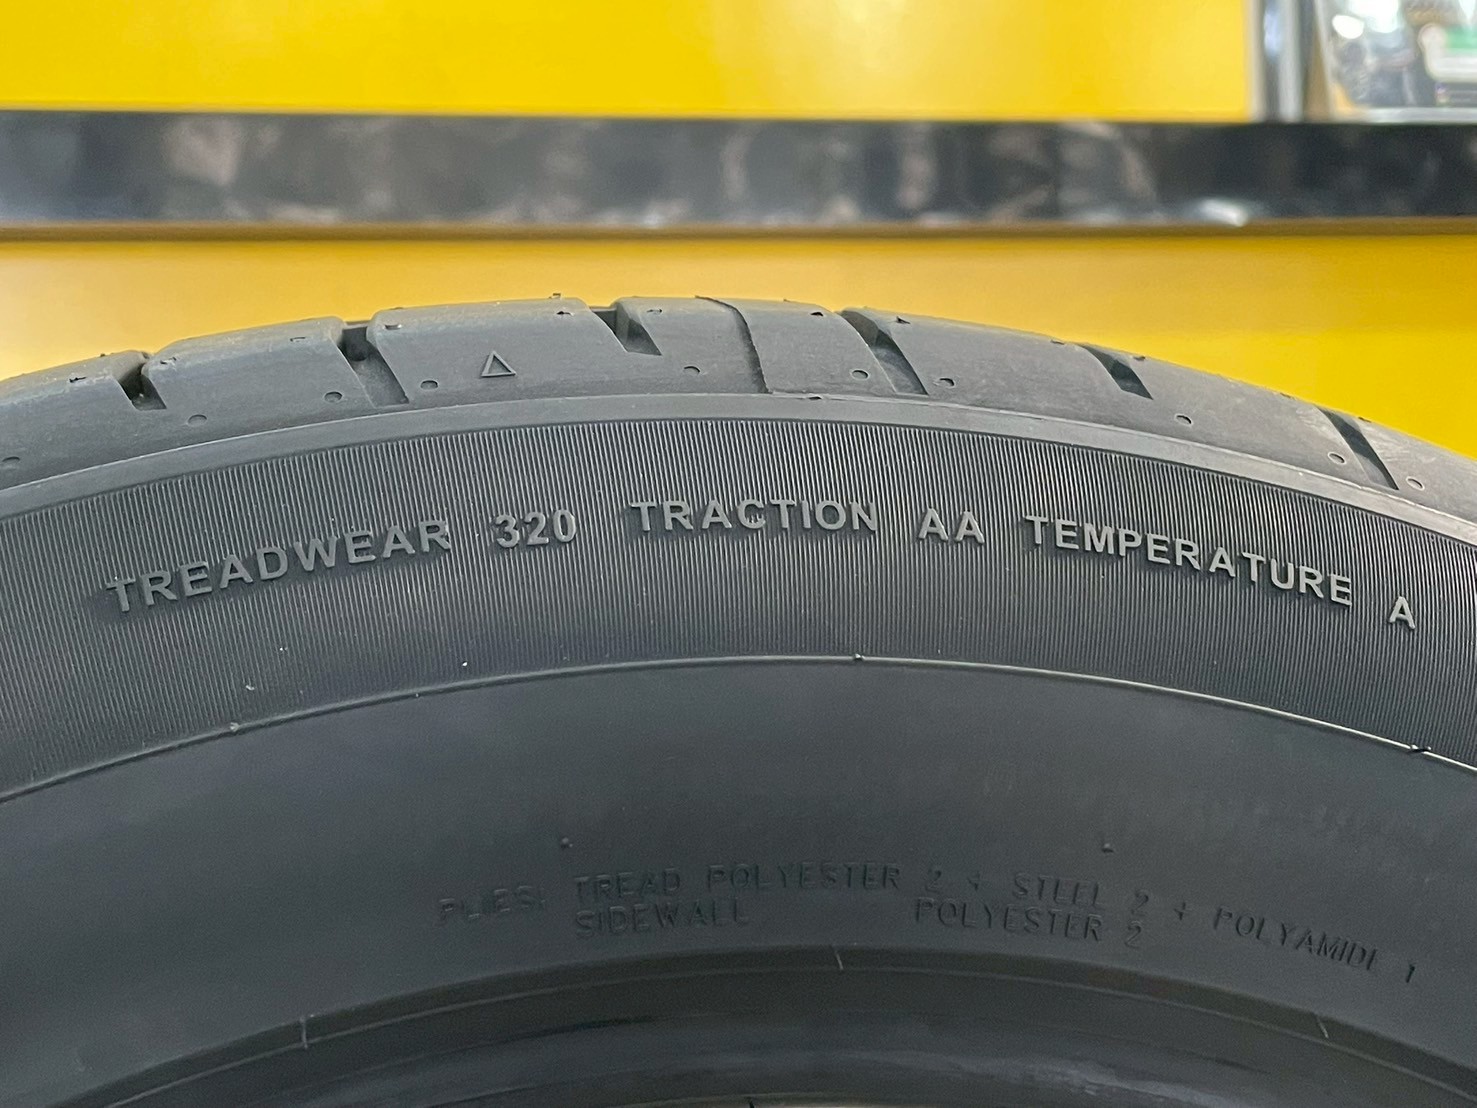 TREADWEAR 320 TRACTION AA TEMPERATURE A
PLIES: TREAD POLYESTER 2 + STEEL 2 + POLYAMIDE 1
SIDEWALL POLYESTER 2